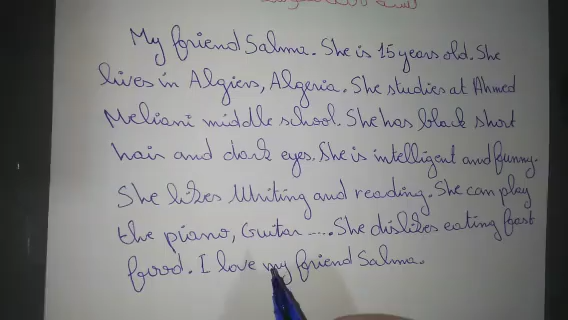 My friend Salma. She is 15 years old. She
lives in Algiers, Algeria. She studies at Ahmed
Meliani middle school. She has black short
hair and dark eyes. She is intelligent and funny.
She likes Writing and reading. She can play
the piano, Guitar ..... She dislikes eating fast
food. I love my friend Salma.